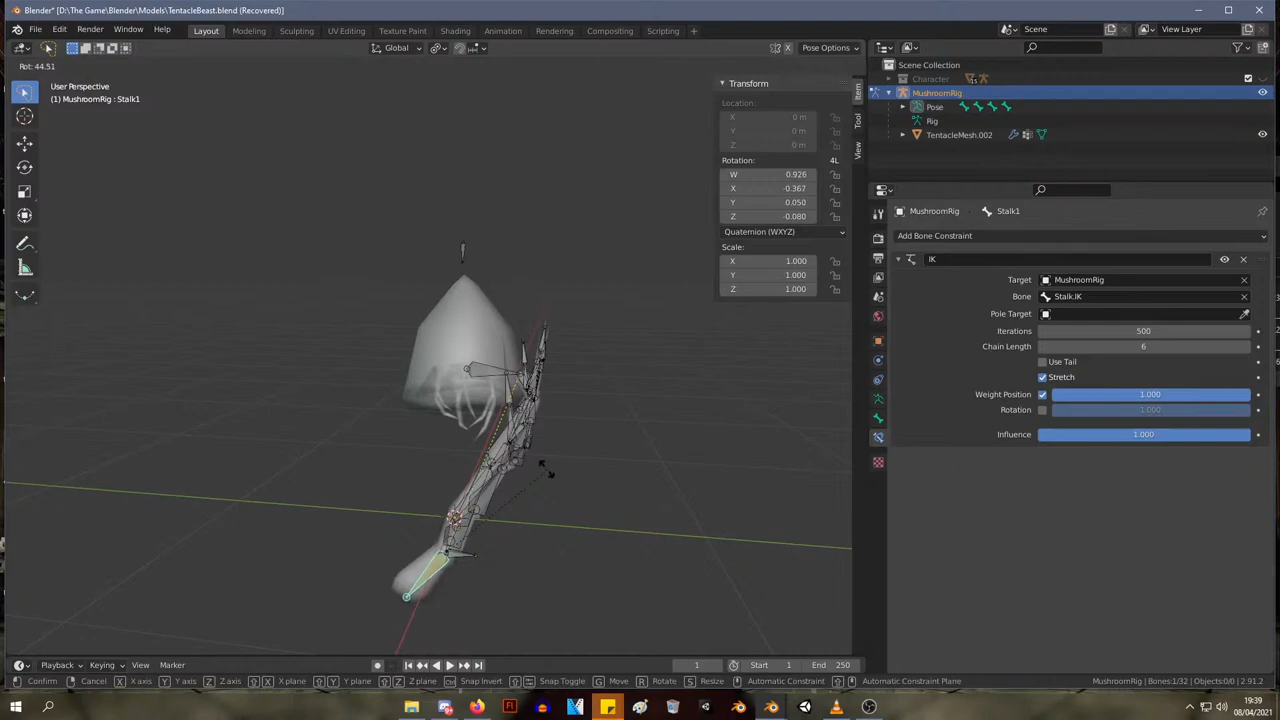 Blender* [D:\The Game\Blender\Models\TentacleBeast.blend (Recovered)]
File Edit Render Window Help Layout Modeling Sculpting UV Editing Texture Paint Shading Animation Rendering Compositing Scripting + Scene View Layer
Global Pose Options
Rot: 44.51
User Perspective
(1) MushroomRig : Stalk1
Transform
Location:
X 0 m
Y 0 m
Z 0 m
Rotation: 4L
W 0.926
X -0.367
Y 0.050
Z -0.080
Quaternion (WXYZ)
Scale:
X 1.000
Y 1.000
Z 1.000
Item
Tool
View
Scene Collection
Character 15
MushroomRig
Pose
Rig
TentacleMesh.002
MushroomRig Stalk1
Add Bone Constraint
IK
Target MushroomRig
Bone Stalk.IK
Pole Target
Iterations 500
Chain Length 6
Use Tail
Stretch
Weight Position 1.000
Rotation 1.000
Influence 1.000
Playback Keying View Marker 1 Start 1 End 250
Confirm Cancel X X axis Y Y axis Z Z axis X X plane Y Y plane Z Z plane Snap Invert Snap Toggle G Move R Rotate S Resize Automatic Constraint Automatic Constraint Plane MushroomRig | Bones:1/32 | Objects:0/0 | 2.91.2
Fl
19:39
08/04/2021